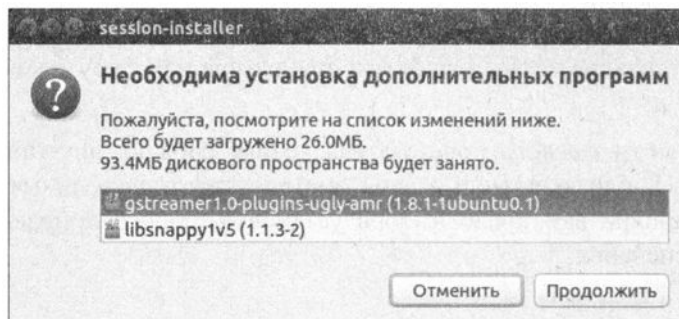 session-installer
Необходима установка дополнительных программ
Пожалуйста, посмотрите на список изменений ниже.
Всего будет загружено 26.0МБ.
93.4МБ дискового пространства будет занято.
gstreamer1.0-plugins-ugly-amr (1.8.1-1ubuntu0.1)
libsnappy1v5 (1.1.3-2)
Отменить
Продолжить